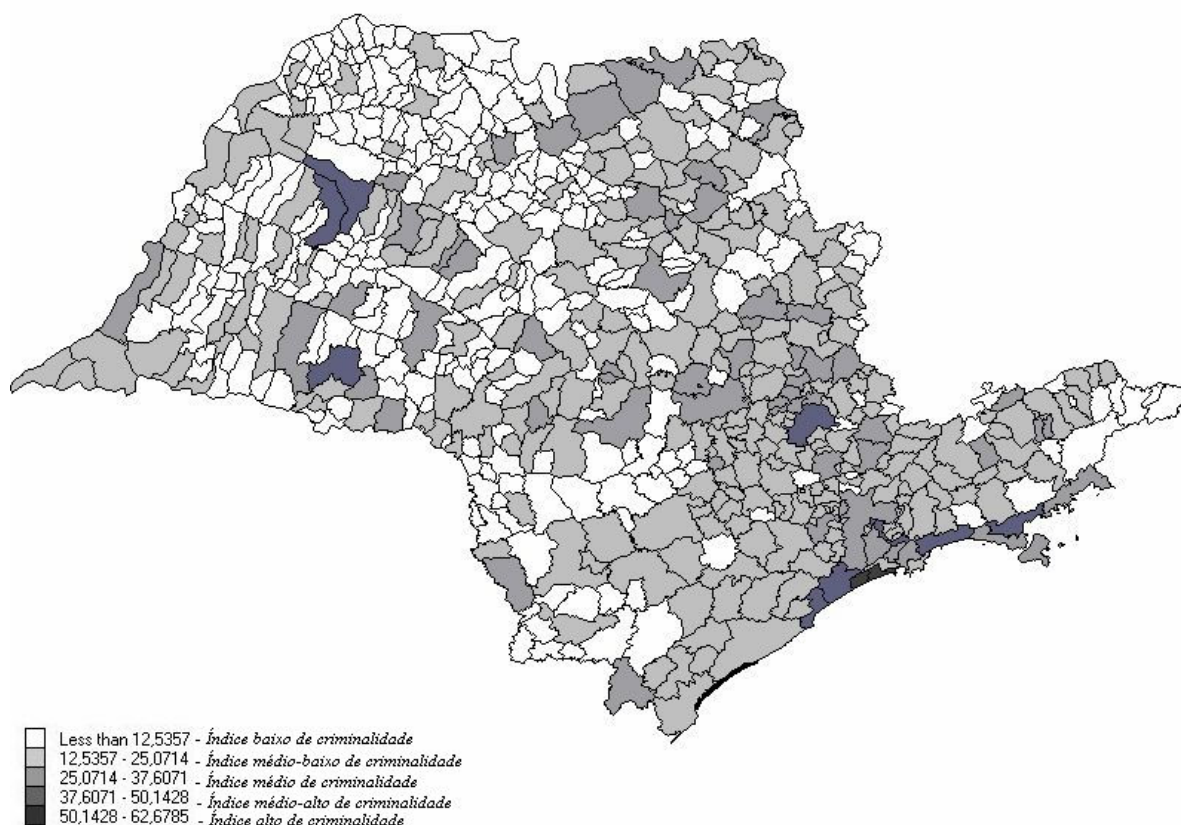 Less than 12,5357 - Índice baixo de criminalidade
12,5357 - 25,0714 - Índice médio-baixo de criminalidade
25,0714 - 37,6071 - Índice médio de criminalidade
37,6071 - 50,1428 - Índice médio-alto de criminalidade
50,1428 - 62,6785 - Índice alto de criminalidade